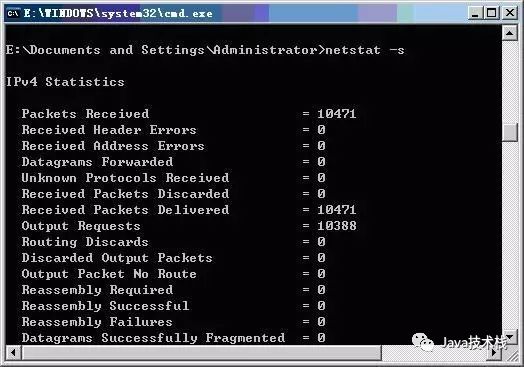 E:\WINDOWS\system32\cmd.exe
E:\Documents and Settings\Administrator>netstat -s
IPv4 Statistics
Packets Received = 10471
Received Header Errors = 0
Received Address Errors = 0
Datagrams Forwarded = 0
Unknown Protocols Received = 0
Received Packets Discarded = 0
Received Packets Delivered = 10471
Output Requests = 10388
Routing Discards = 0
Discarded Output Packets = 0
Output Packet No Route = 0
Reassembly Required = 0
Reassembly Successful = 0
Reassembly Failures = 0
Datagrams Successfully Fragmented = 0
Java技术栈